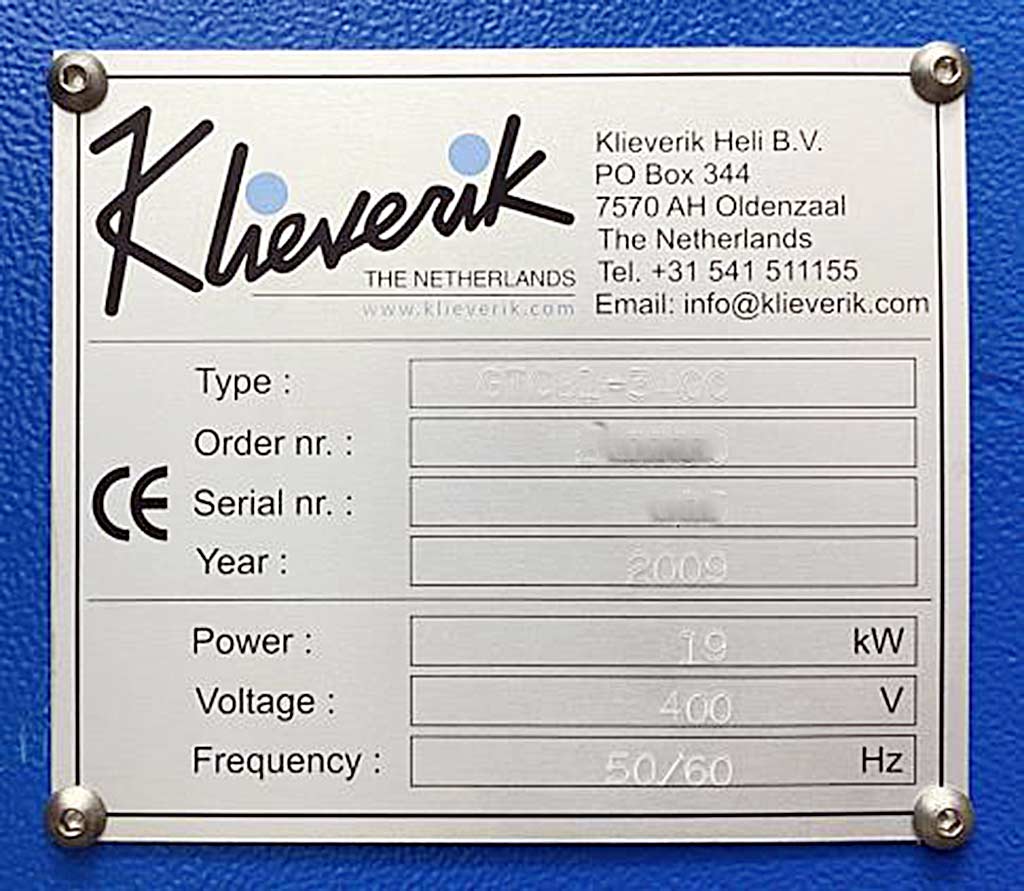 Klieverik
THE NETHERLANDS
www.klieverik.com
Klieverik Heli B.V.
PO Box 344
7570 AH Oldenzaal
The Netherlands
Tel. +31 541 511155
Email: info@klieverik.com
CE
Type :
Order nr. :
Serial nr. :
Year : 2009
Power : 19 kW
Voltage : 400 V
Frequency : 50/60 Hz